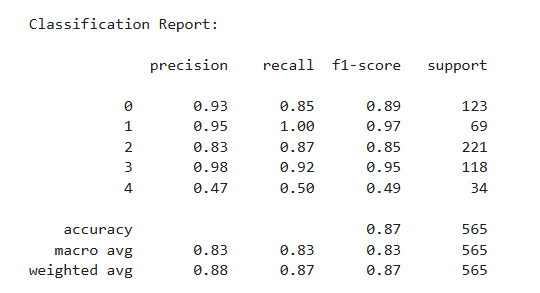 Classification Report:
precision recall f1-score support
0 0.93 0.85 0.89 123
1 0.95 1.00 0.97 69
2 0.83 0.87 0.85 221
3 0.98 0.92 0.95 118
4 0.47 0.50 0.49 34
accuracy 0.87 565
macro avg 0.83 0.83 0.83 565
weighted avg 0.88 0.87 0.87 565